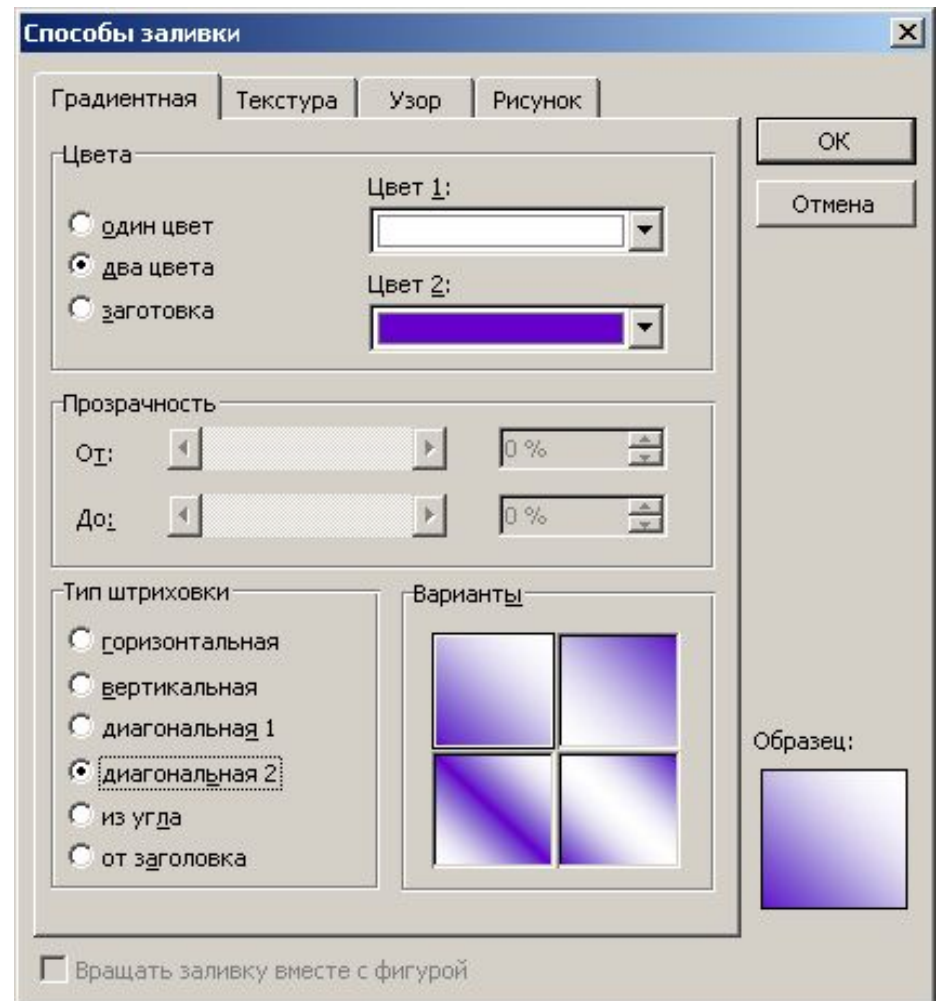 Способы заливки
Градиентная Текстура Узор Рисунок
Цвета
один цвет
два цвета
заготовка
Цвет 1:
Цвет 2:
ОК
Отмена
Прозрачность
От: 0 %
До: 0 %
Тип штриховки
горизонтальная
вертикальная
диагональная 1
диагональная 2
из угла
от заголовка
Варианты
Образец:
Вращать заливку вместе с фигурой